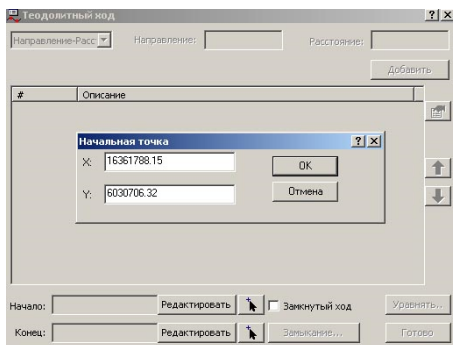 Теодолитный ход
Направление-Расс Направление: Расстояние:
Добавить
# Описание
Начальная точка
X: 16361788.15 OK
Y: 6030706.32 Отмена
Начало: Редактировать Замкнутый ход Уравнять...
Конец: Редактировать Замыкание... Готово